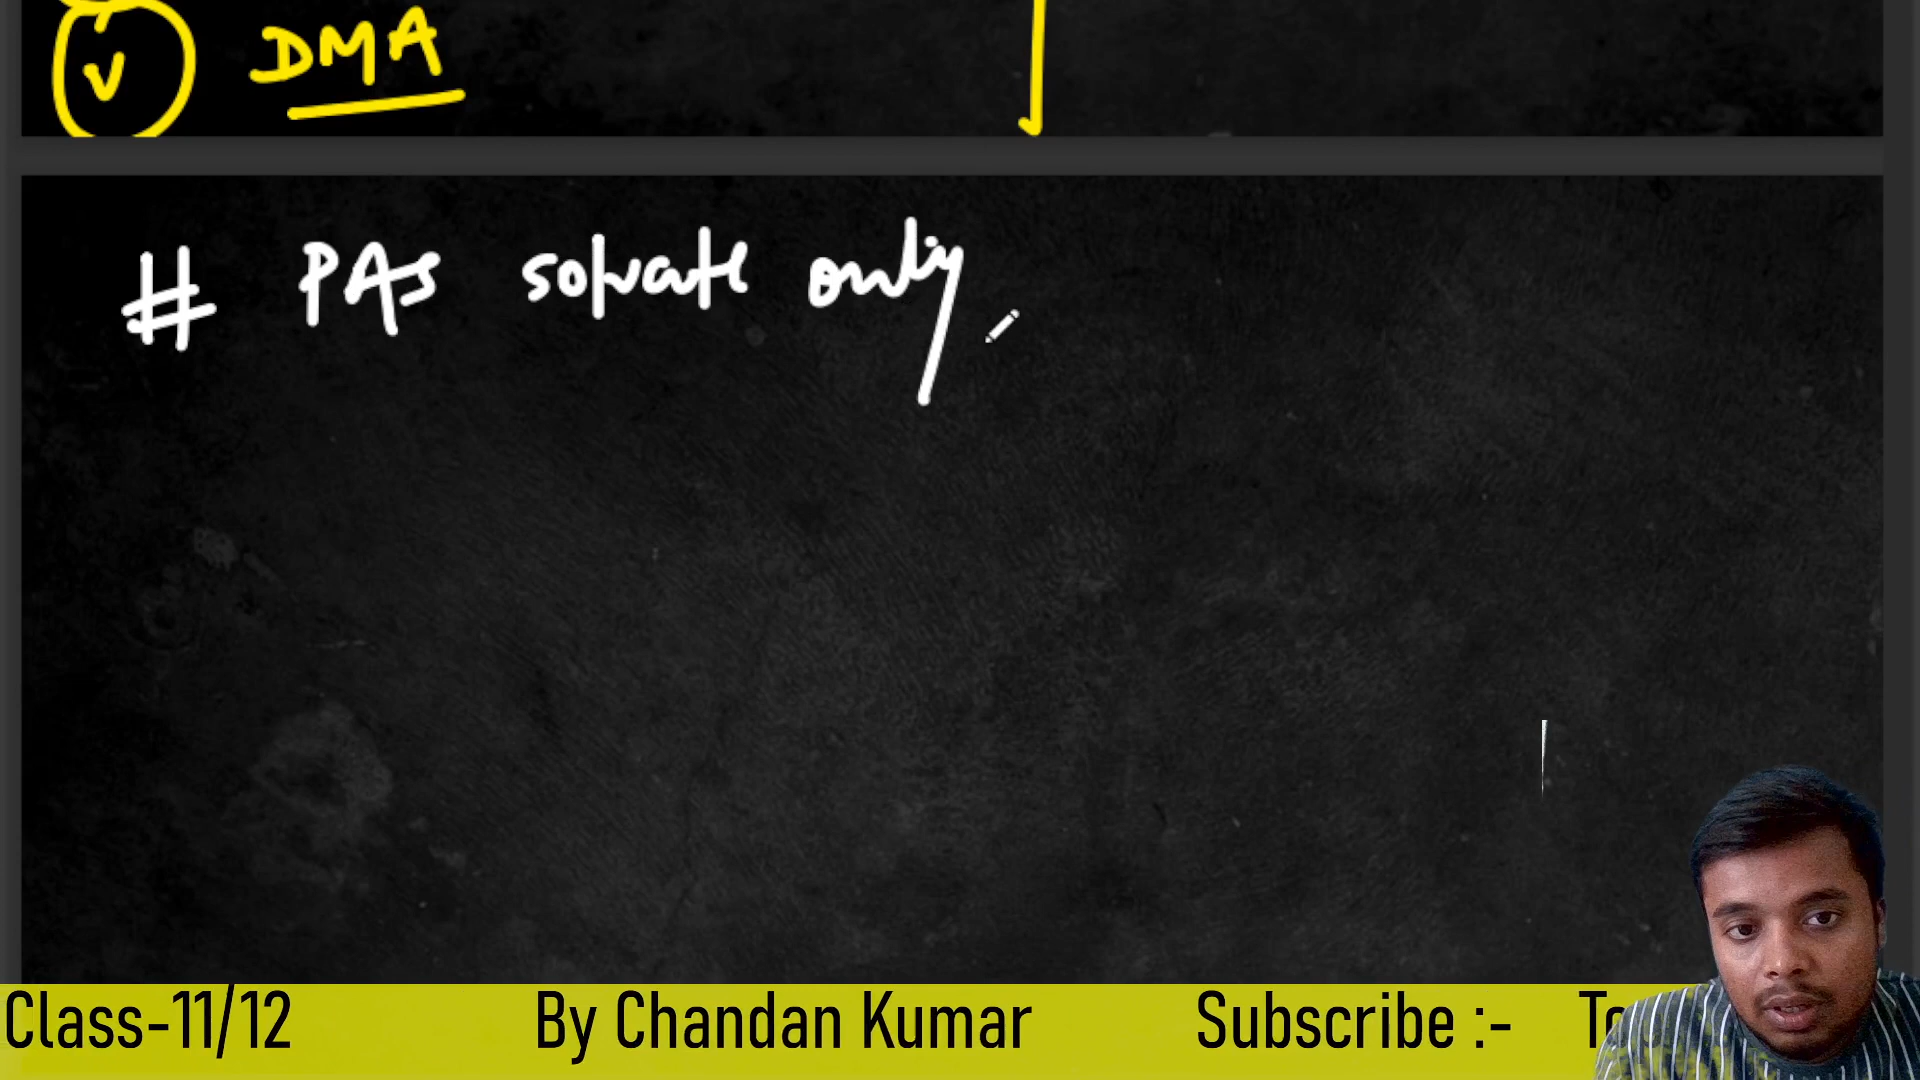 v DMA
# PAs solvate only
Class-11/12 By Chandan Kumar Subscribe :-